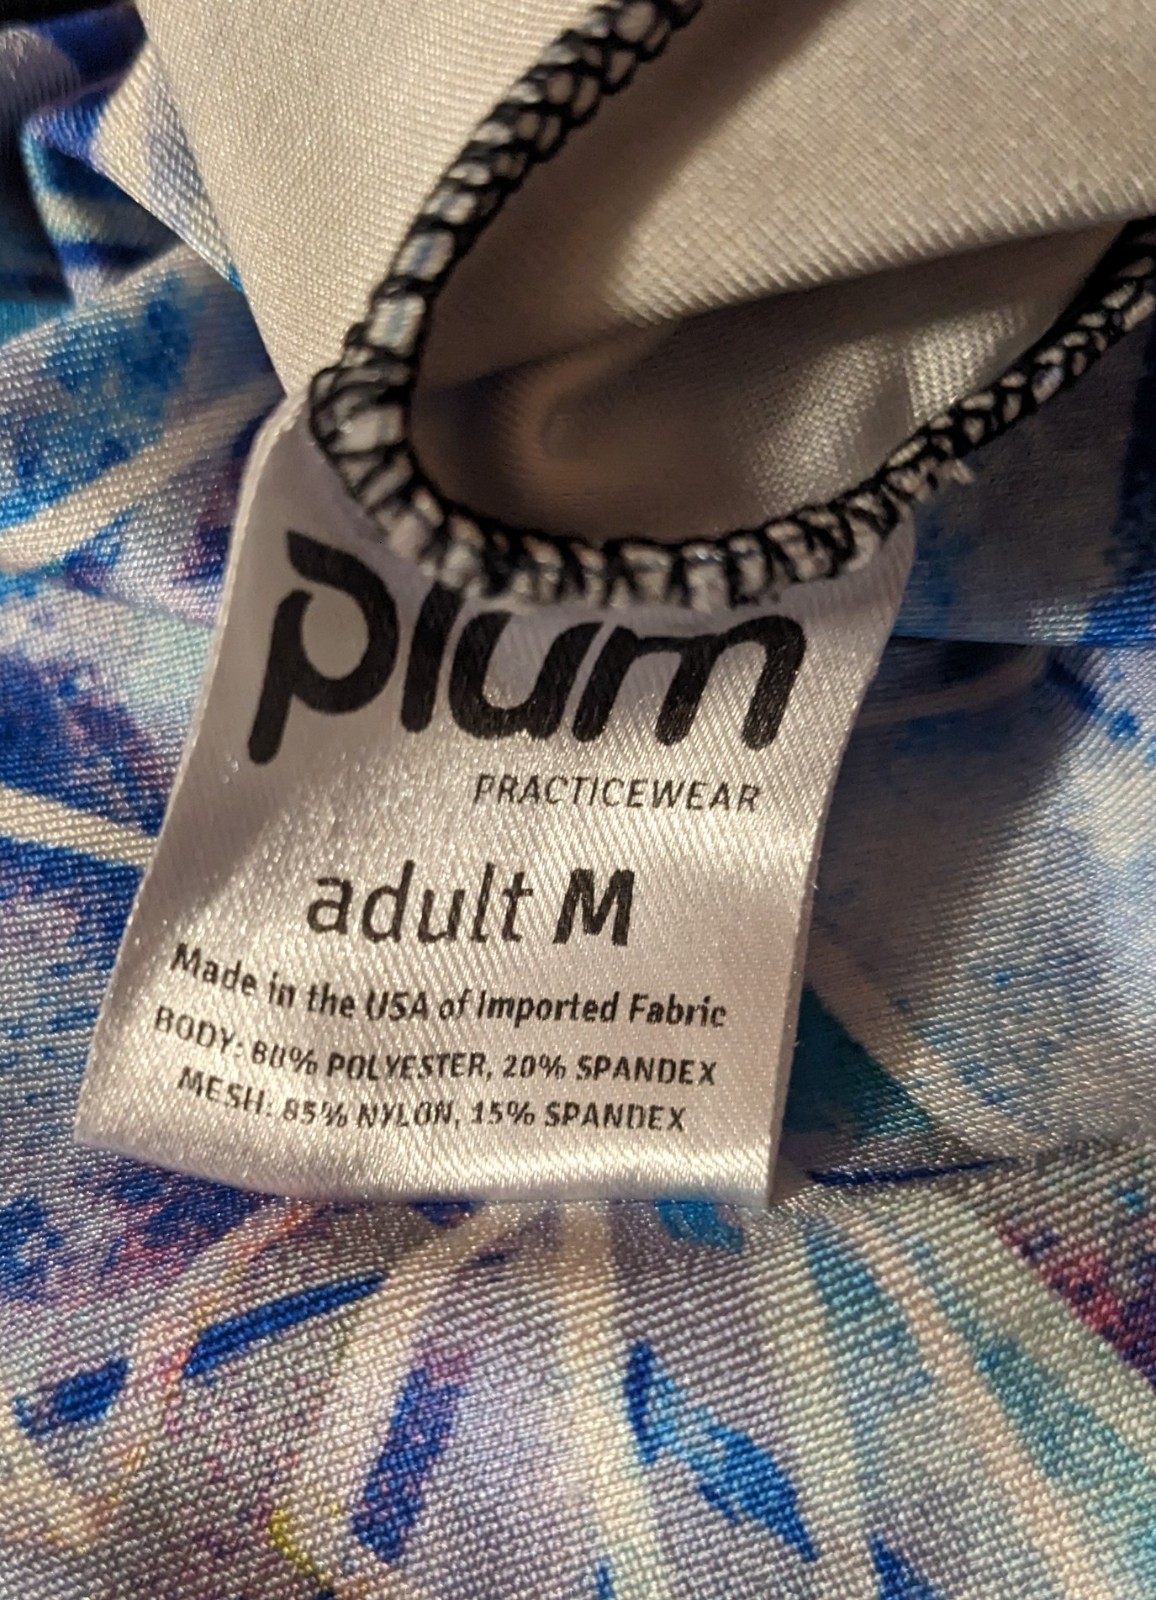 plum
PRACTICEWEAR
adult M
Made in the USA of Imported Fabric
BODY: 80% POLYESTER, 20% SPANDEX
MESH: 85% NYLON, 15% SPANDEX